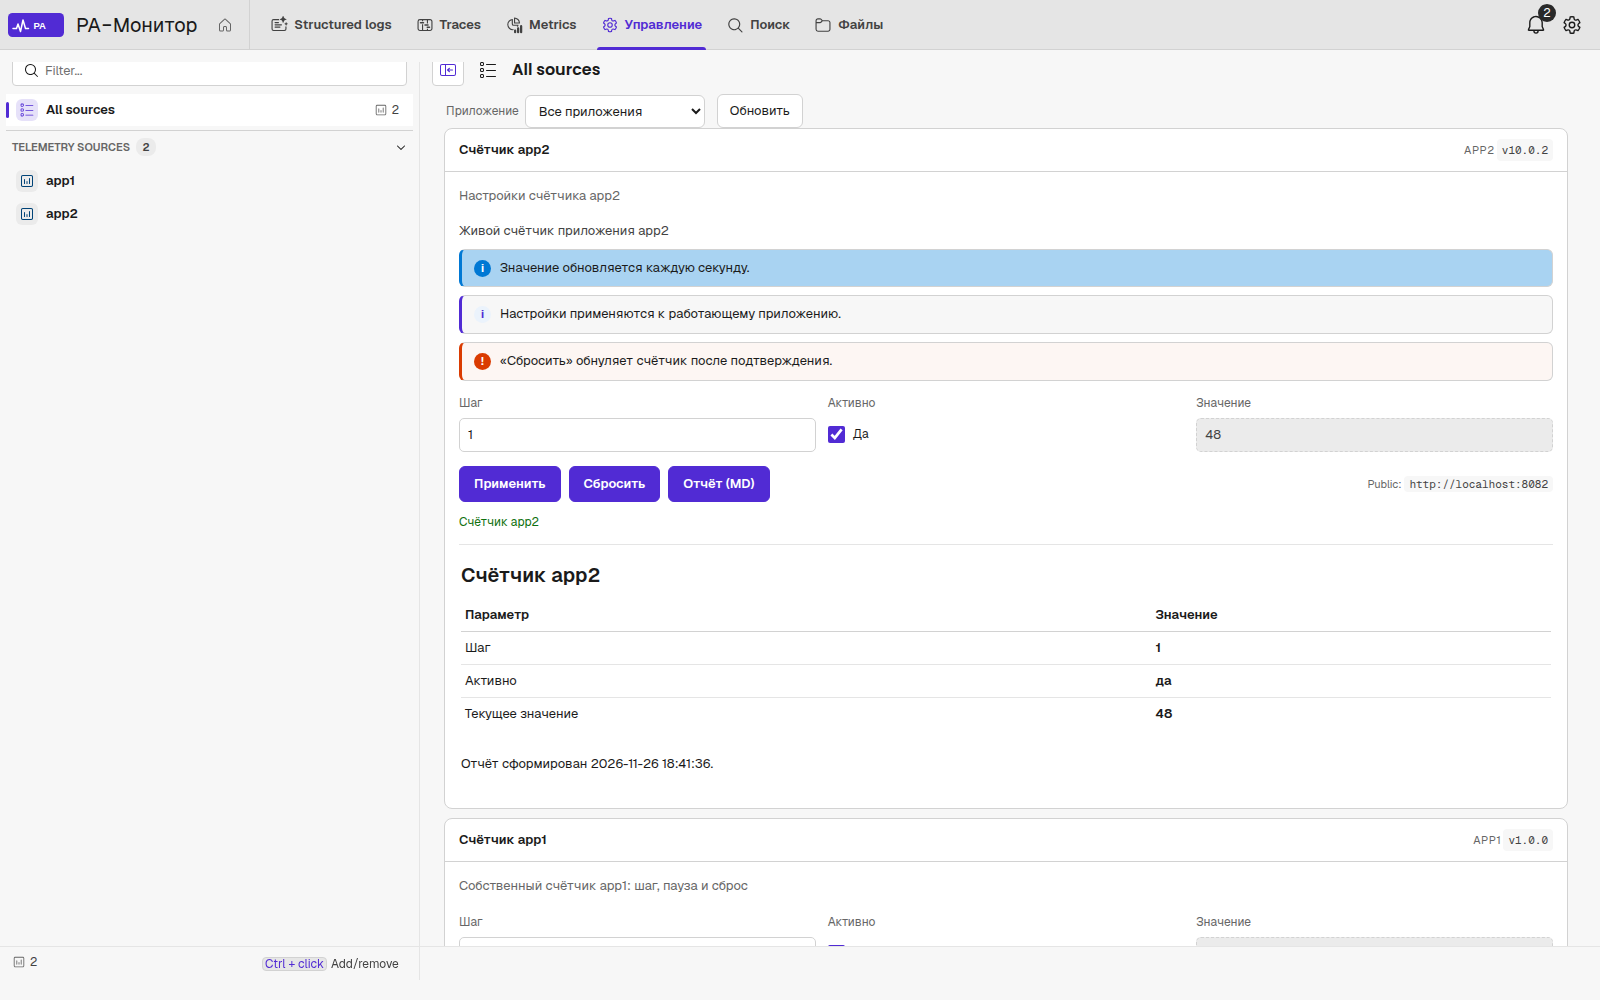 PA
РА-Монитор
Structured logs
Traces
Metrics
Управление
Поиск
Файлы
2
Filter...
All sources
2
TELEMETRY SOURCES 2
app1
app2
All sources
Приложение
Все приложения
Обновить
Счётчик app2
APP2 v10.0.2
Настройки счётчика app2
Живой счётчик приложения app2
Значение обновляется каждую секунду.
Настройки применяются к работающему приложению.
«Сбросить» обнуляет счётчик после подтверждения.
Шаг
Активно
Значение
1
Да
48
Применить
Сбросить
Отчёт (MD)
Public: http://localhost:8082
Счётчик app2
Счётчик app2
Параметр Значение
Шаг 1
Активно да
Текущее значение 48
Отчёт сформирован 2026-11-26 18:41:36.
Счётчик app1
APP1 v1.0.0
Собственный счётчик app1: шаг, пауза и сброс
Шаг
Активно
Значение
2
Ctrl + click Add/remove